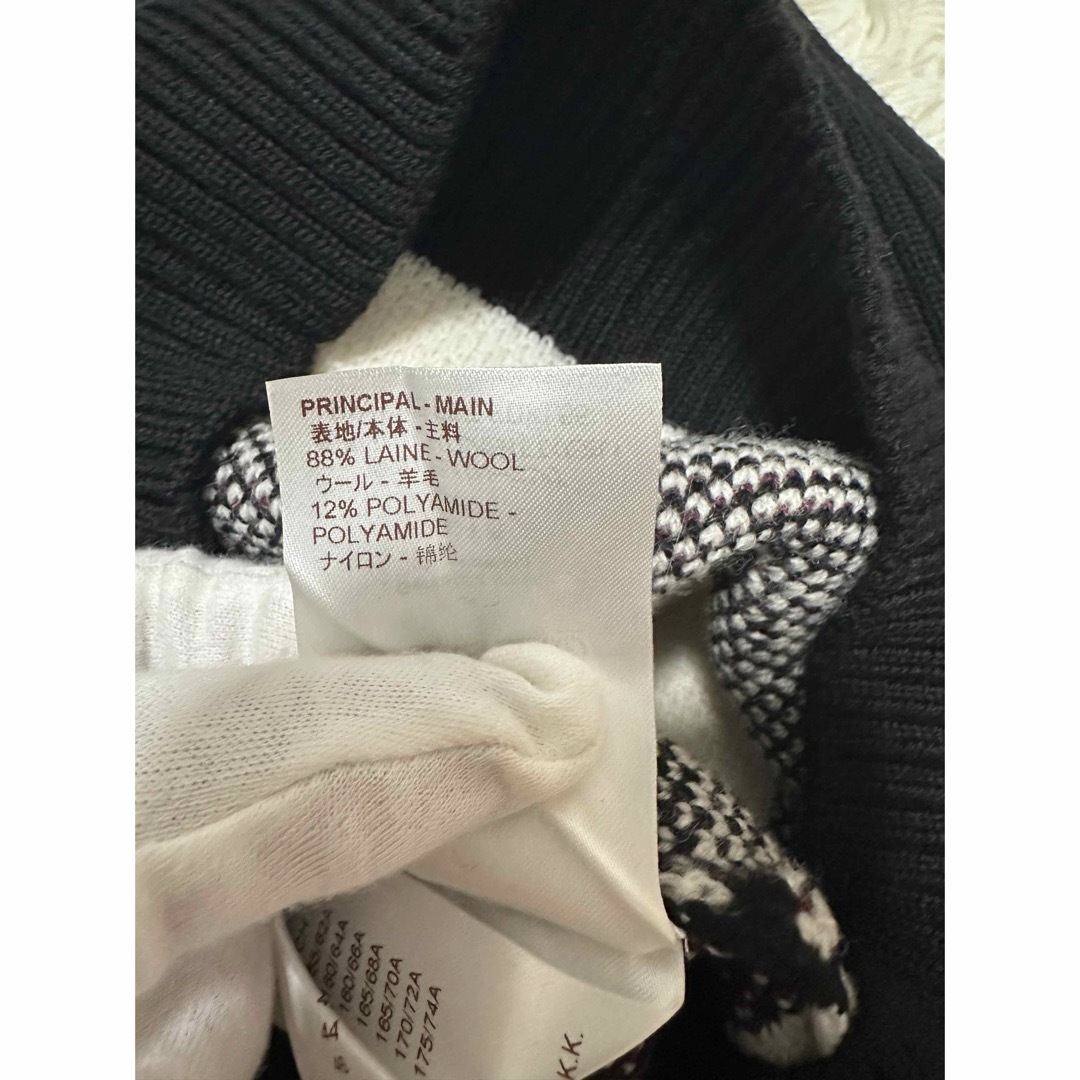 PRINCIPAL - MAIN
表地/本体 - 主料
88% LAINE - WOOL
ウール - 羊毛
12% POLYAMIDE -
POLYAMIDE
ナイロン - 锦纶
160/64A
160/66A
165/68A
165/70A
170/72A
175/74A
K.K.